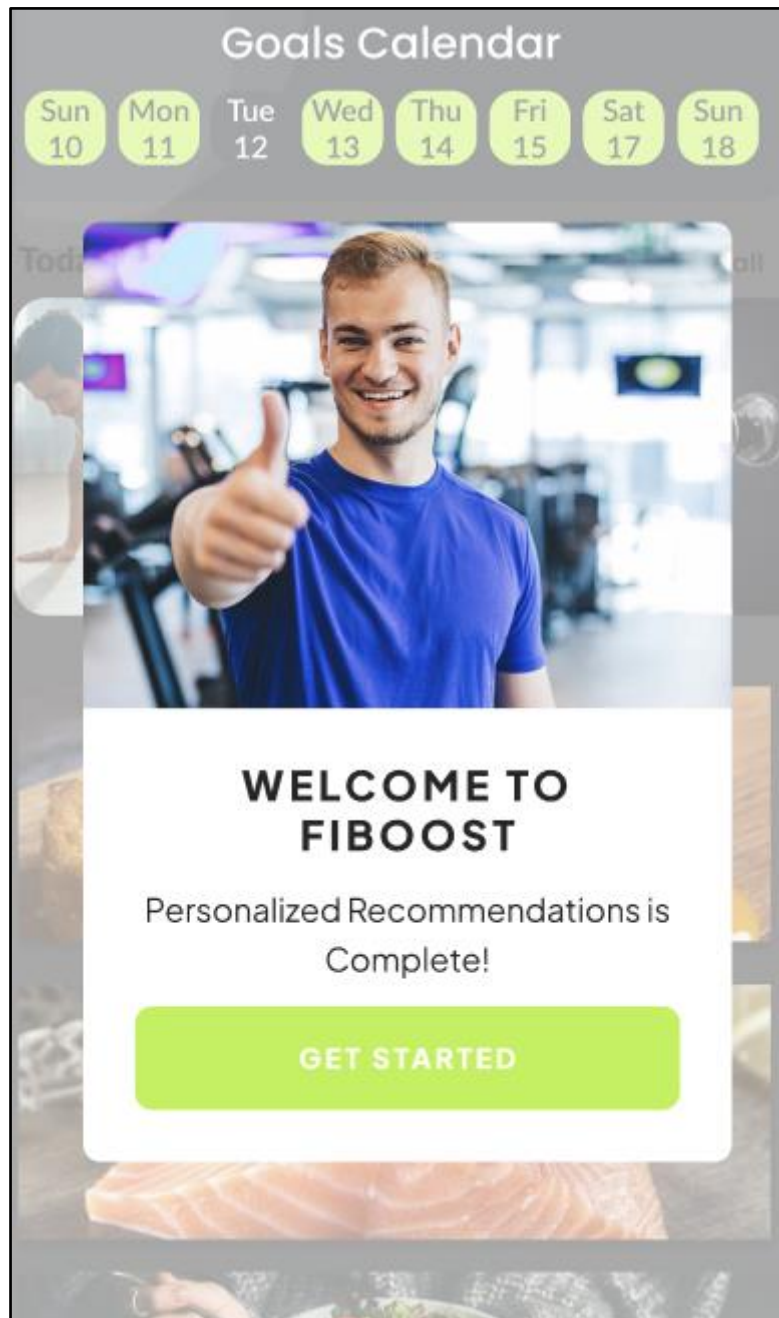 Goals Calendar
Sun Mon Tue Wed Thu Fri Sat Sun
10 11 12 13 14 15 17 18
WELCOME TO
FIBOOST
Personalized Recommendations is
Complete!
GET STARTED